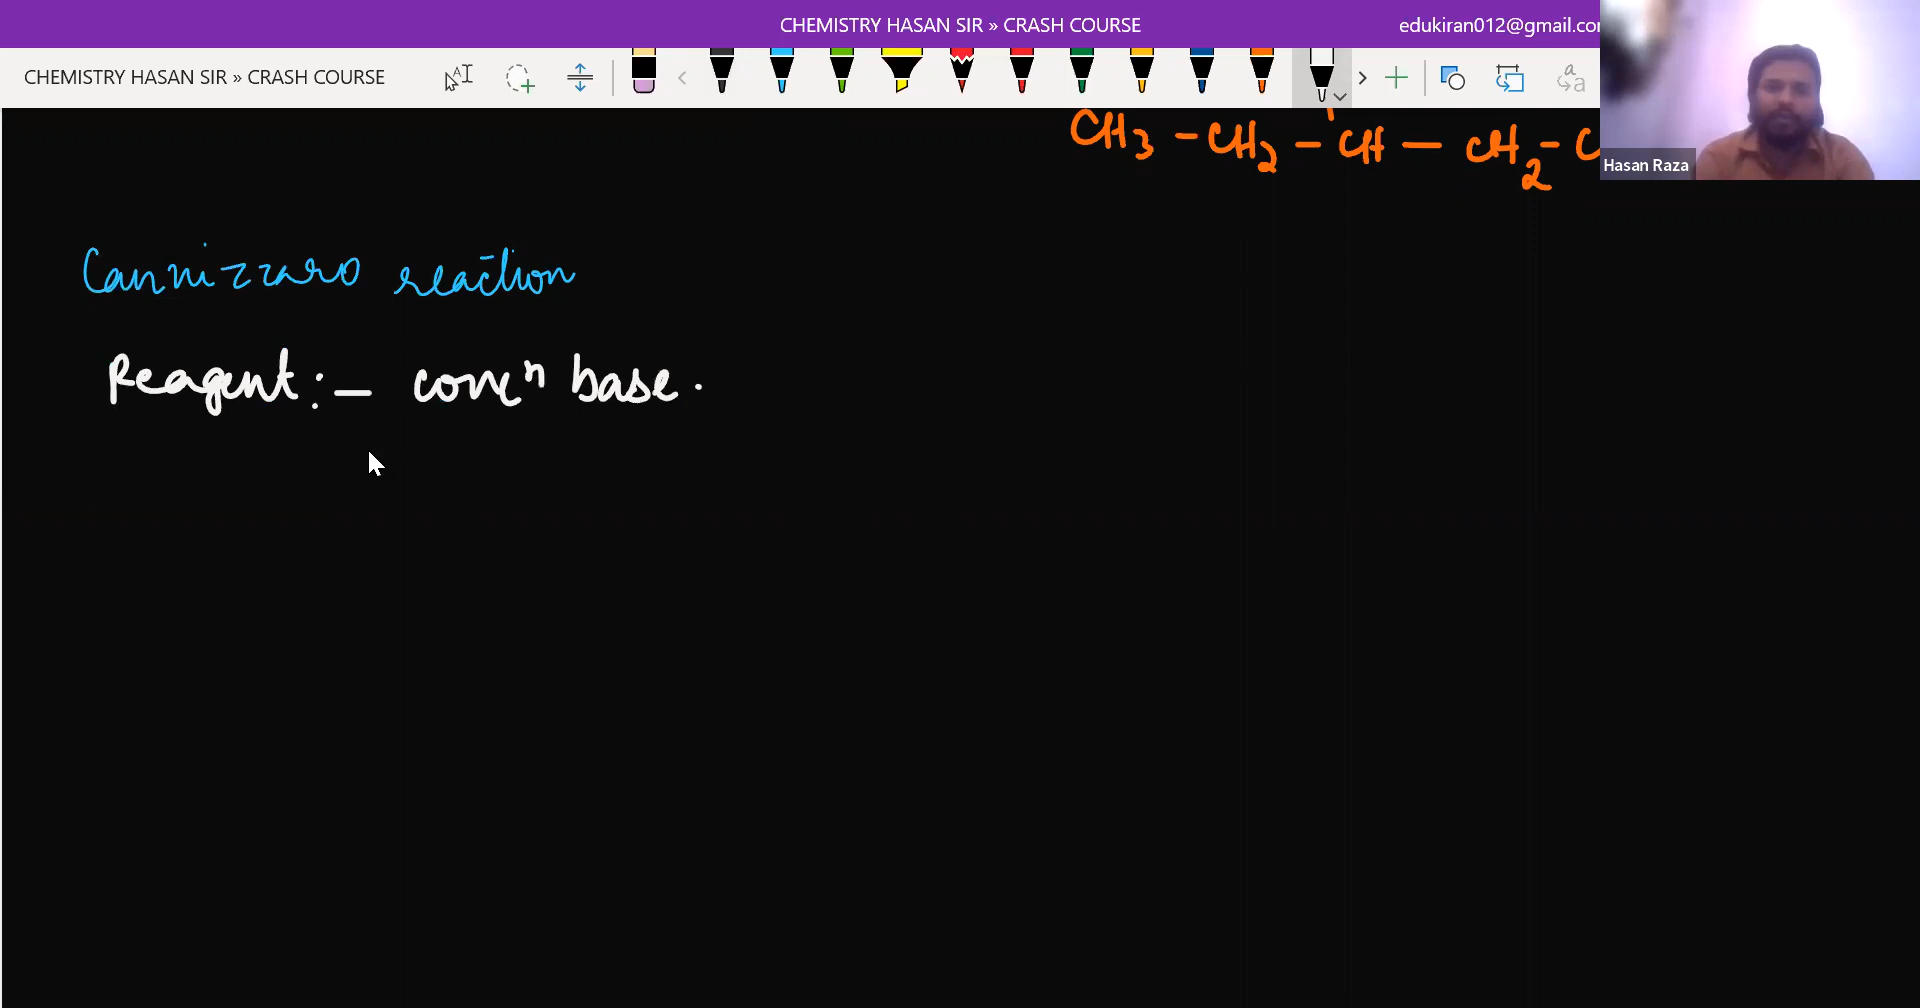 CHEMISTRY HASAN SIR » CRASH COURSE
edukiran012@gmail.co
CHEMISTRY HASAN SIR » CRASH COURSE
Hasan Raza
CH3 - CH2 - CH - CH2 - C
Cannizzaro reaction
Reagent :- concⁿ base .